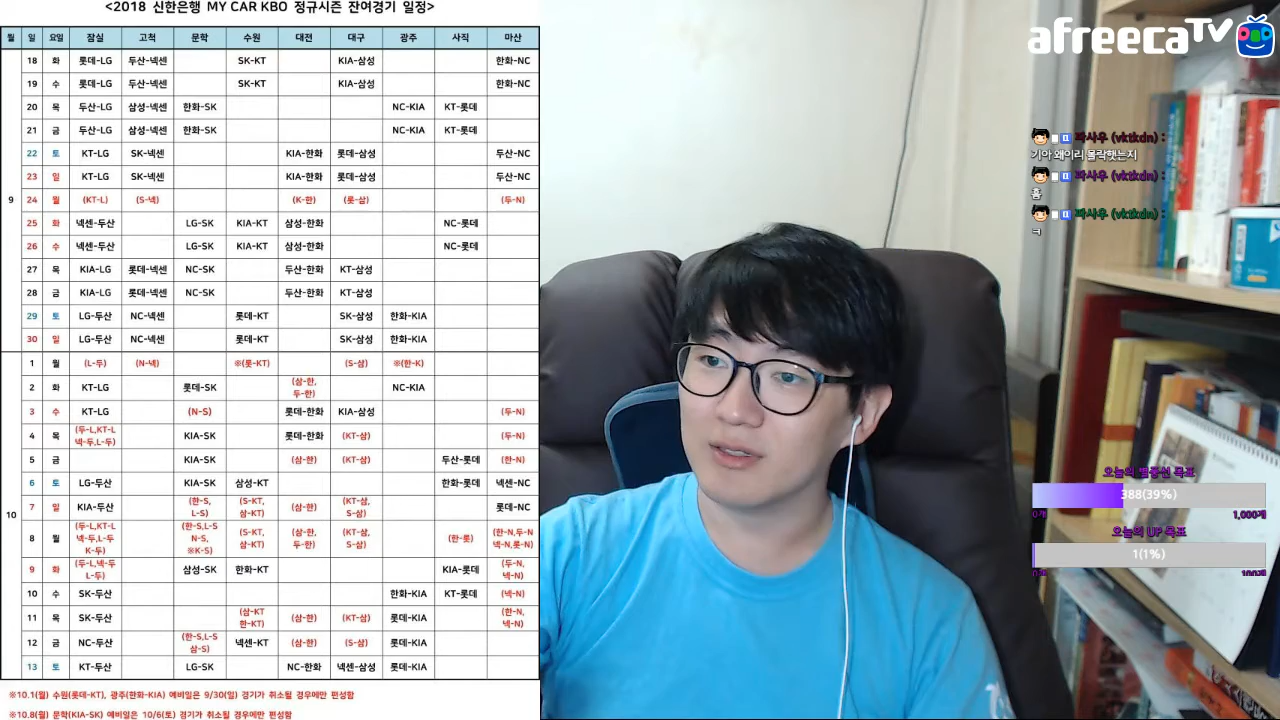 <2018 신한은행 MY CAR KBO 정규시즌 잔여경기 일정>
월 일 요일 잠실 고척 문학 수원 대전 대구 광주 사직 마산
9
18 화 롯데-LG 두산-넥센 SK-KT KIA-삼성 한화-NC
19 수 롯데-LG 두산-넥센 SK-KT KIA-삼성 한화-NC
20 목 두산-LG 삼성-넥센 한화-SK NC-KIA KT-롯데
21 금 두산-LG 삼성-넥센 한화-SK NC-KIA KT-롯데
22 토 KT-LG SK-넥센 KIA-한화 롯데-삼성 두산-NC
23 일 KT-LG SK-넥센 KIA-한화 롯데-삼성 두산-NC
24 월 (KT-L) (S-넥) (K-한) (롯-삼) (두-N)
25 화 넥센-두산 LG-SK KIA-KT 삼성-한화 NC-롯데
26 수 넥센-두산 LG-SK KIA-KT 삼성-한화 NC-롯데
27 목 KIA-LG 롯데-넥센 NC-SK 두산-한화 KT-삼성
28 금 KIA-LG 롯데-넥센 NC-SK 두산-한화 KT-삼성
29 토 LG-두산 NC-넥센 롯데-KT SK-삼성 한화-KIA
30 일 LG-두산 NC-넥센 롯데-KT SK-삼성 한화-KIA
10
1 월 (L-두) (N-넥) ※(롯-KT) (S-삼) ※(한-K)
2 화 KT-LG 롯데-SK (삼-한, 두-한) NC-KIA
3 수 KT-LG (N-S) 롯데-한화 KIA-삼성 (두-N)
4 목 (두-L,KT-L 넥-두,L-두) KIA-SK 롯데-한화 (KT-삼) (두-N)
5 금 KIA-SK (삼-한) (KT-삼) 두산-롯데 (한-N)
6 토 LG-두산 KIA-SK 삼성-KT 한화-롯데 넥센-NC
7 일 KIA-두산 (한-S, L-S) (S-KT, 삼-KT) (삼-한) (KT-삼, S-삼) 롯데-NC
8 월 (두-L,KT-L 넥-두,L-두 K-두) (한-S,L-S N-S, ※K-S) (S-KT, 삼-KT) (삼-한, 두-한) (KT-삼, S-삼) (한-롯) (한-N,두-N 넥-N,롯-N)
9 화 (두-L,넥-두 L-두) 삼성-SK 한화-KT KIA-롯데 (두-N, 넥-N)
10 수 SK-두산 한화-KIA KT-롯데 (넥-N)
11 목 SK-두산 (삼-KT 한-KT) (삼-한) (KT-삼) 롯데-KIA (한-N, 넥-N)
12 금 NC-두산 (한-S,L-S 삼-S) 넥센-KT (삼-한) (S-삼) 롯데-KIA
13 토 KT-두산 LG-SK NC-한화 넥센-삼성 롯데-KIA
※10.1(월) 수원(롯데-KT), 광주(한화-KIA) 예비일은 9/30(일) 경기가 취소될 경우에만 편성함
※10.8(월) 문학(KIA-SK) 예비일은 10/6(토) 경기가 취소될 경우에만 편성함
afreecaTV
파사우 (vktkdn) :
기아 왜이리 몰락했는지
파사우 (vktkdn) :
흠
파사우 (vktkdn) :
ㅋ
오늘의 별풍선 목표
388(39%)
0개 1,000개
오늘의 UP 목표
1(1%)
0개 100개